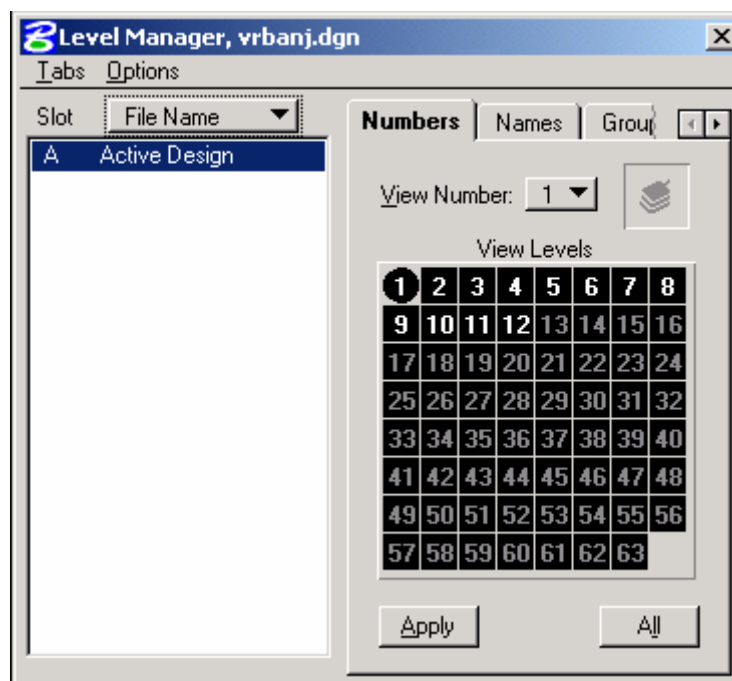 Level Manager, vrbanj.dgn
Tabs Options
Slot File Name
Numbers Names Group
A Active Design
View Number: 1
View Levels
1 2 3 4 5 6 7 8
9 10 11 12 13 14 15 16
17 18 19 20 21 22 23 24
25 26 27 28 29 30 31 32
33 34 35 36 37 38 39 40
41 42 43 44 45 46 47 48
49 50 51 52 53 54 55 56
57 58 59 60 61 62 63
Apply All